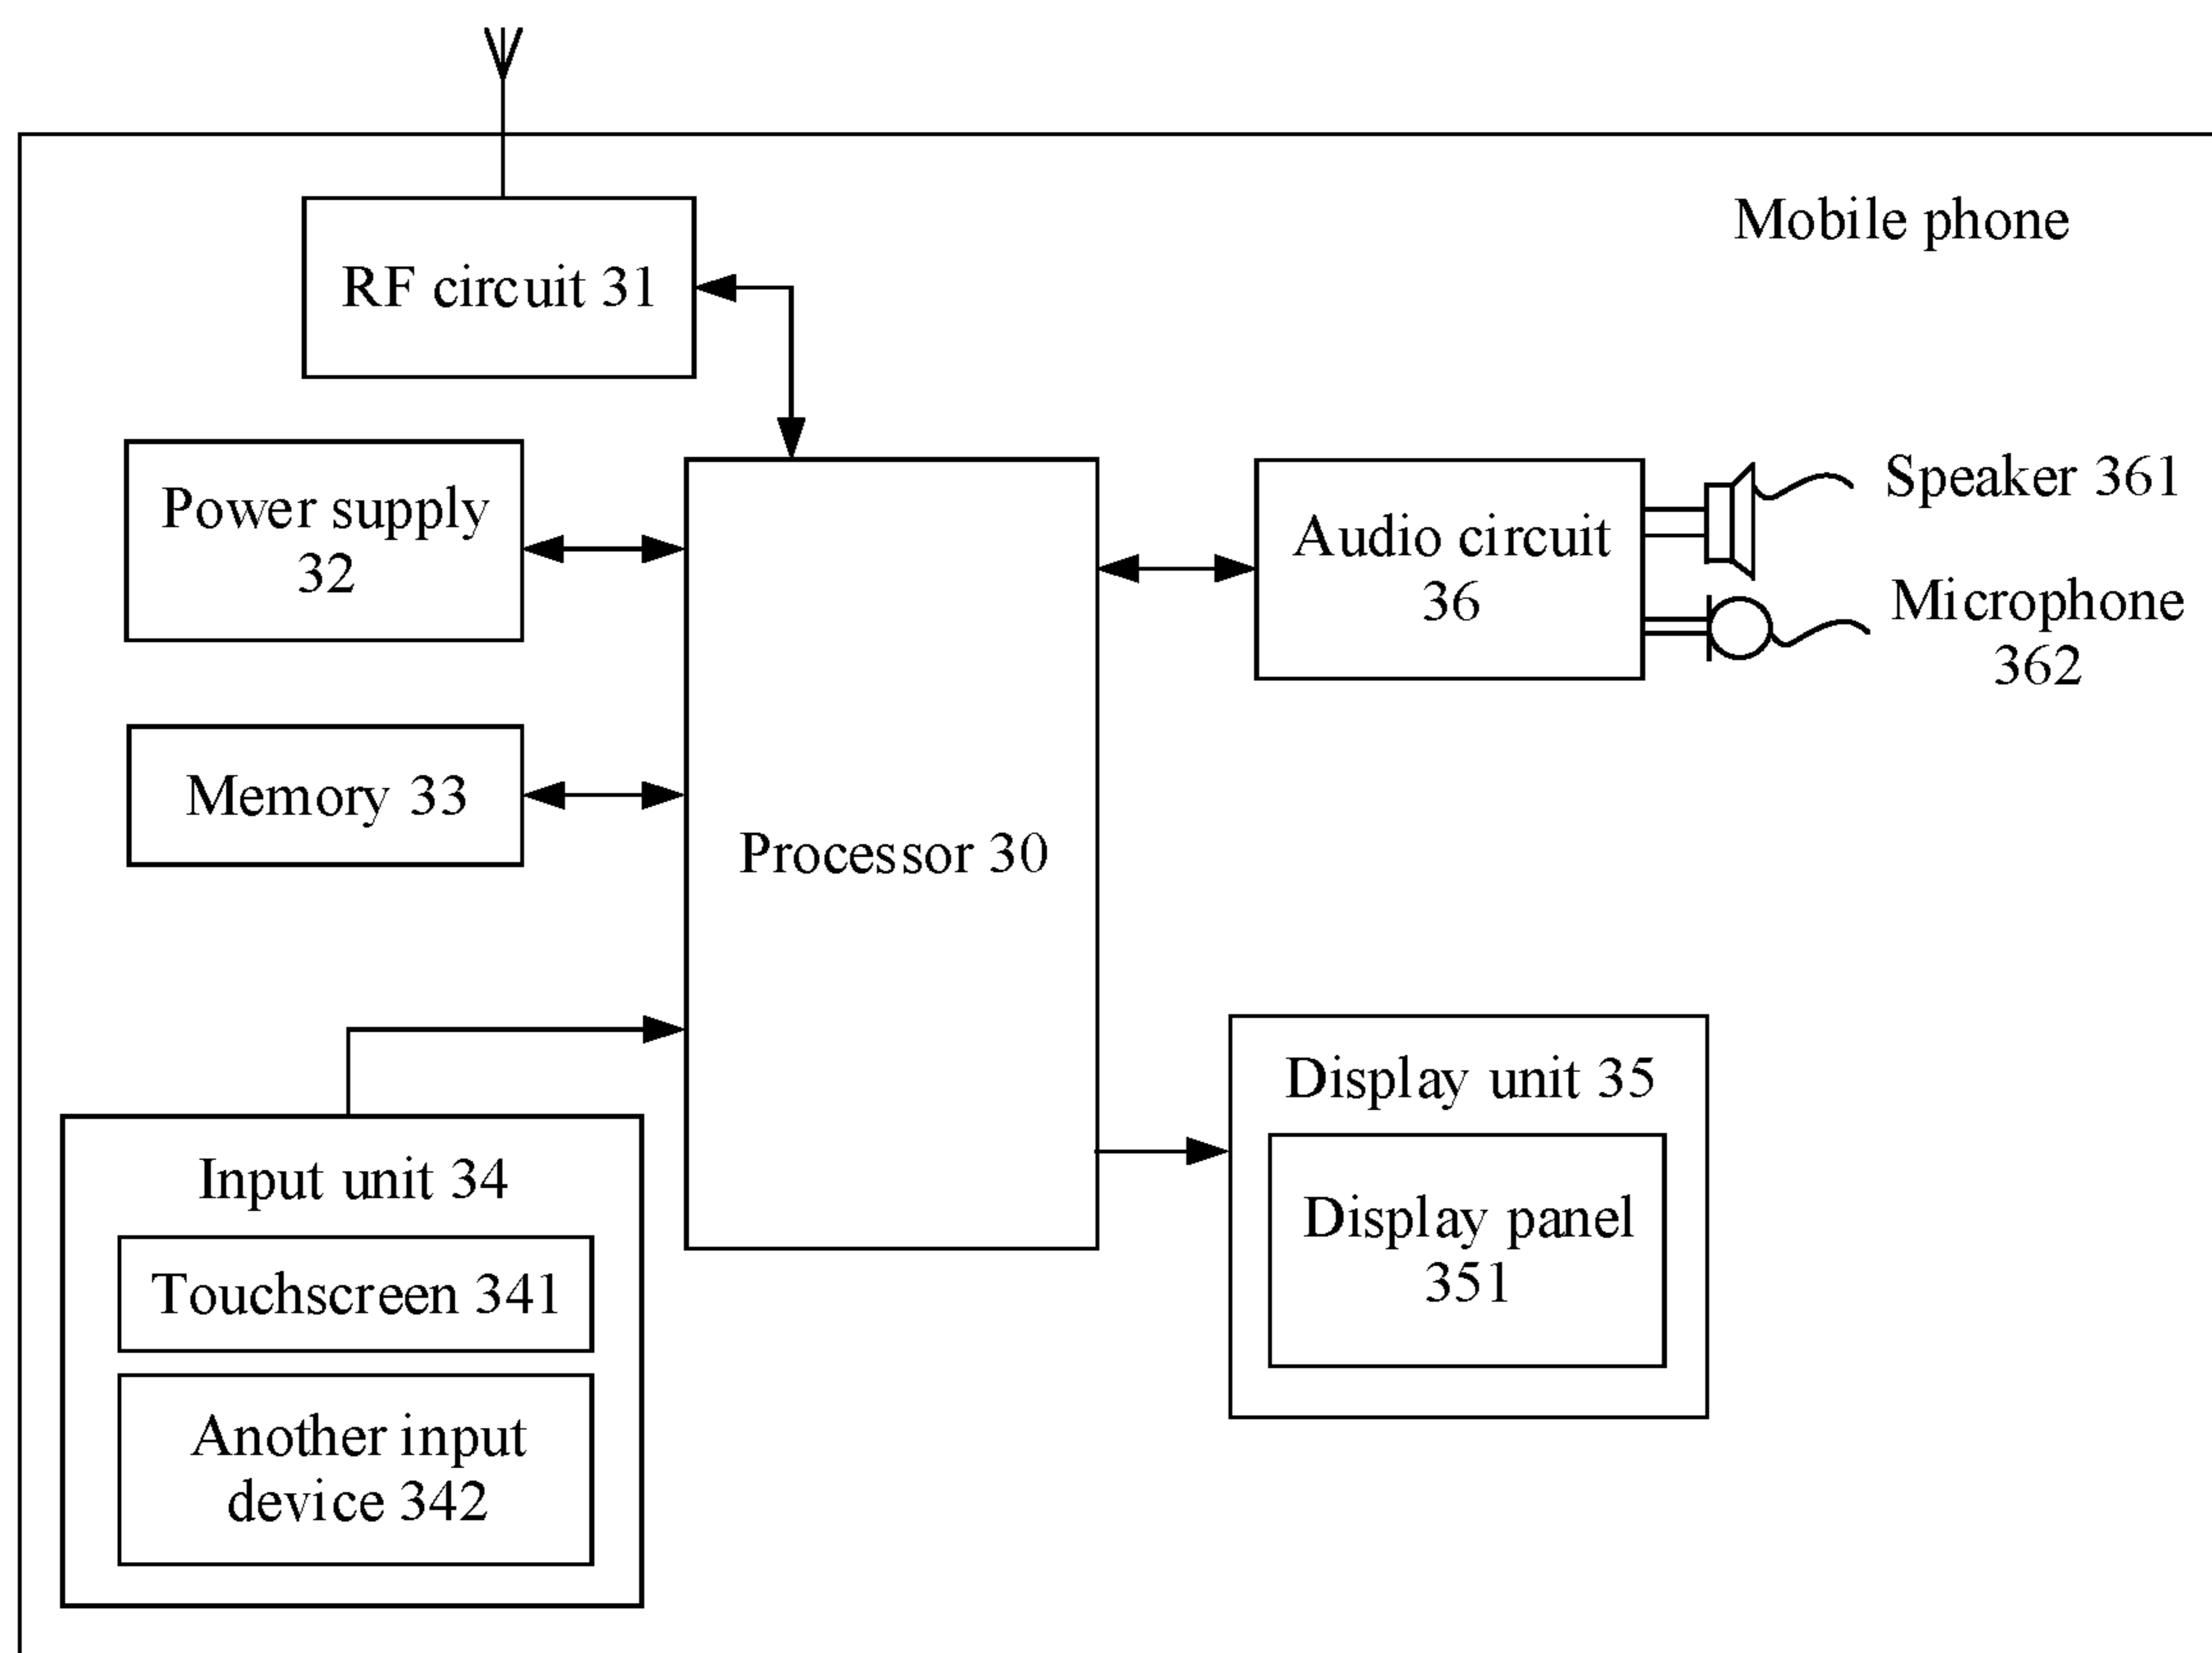 Mobile phone
RF circuit 31
Power supply
32
Memory 33
Processor 30
Audio circuit
36
Speaker 361
Microphone
362
Input unit 34
Touchscreen 341
Another input
device 342
Display unit 35
Display panel
351